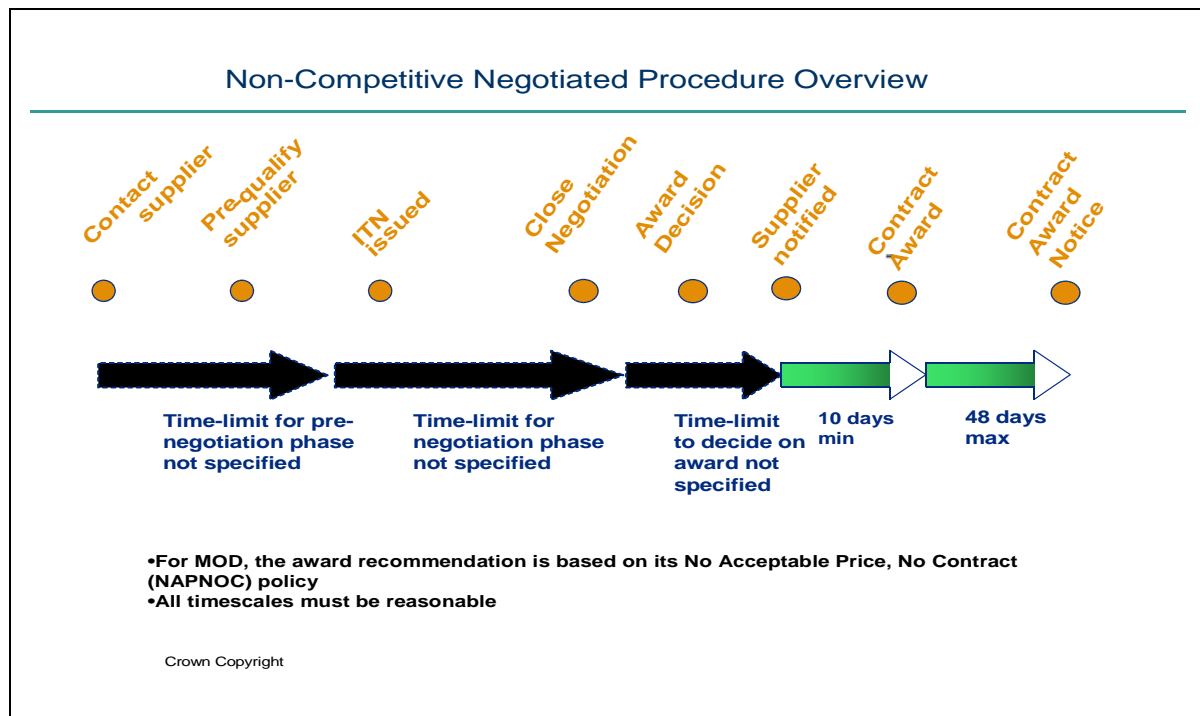 Non-Competitive Negotiated Procedure Overview
Contact
supplier
Pre-qualify
supplier
ITN
issued
Close
Negotiation
Award
Decision
Supplier
notified
Contract
Award
Contract
Award
Notice
Time-limit for pre-
negotiation phase
not specified
Time-limit for
negotiation phase
not specified
Time-limit
to decide on
award not
specified
10 days
min
48 days
max
•For MOD, the award recommendation is based on its No Acceptable Price, No Contract
(NAPNOC) policy
•All timescales must be reasonable
Crown Copyright